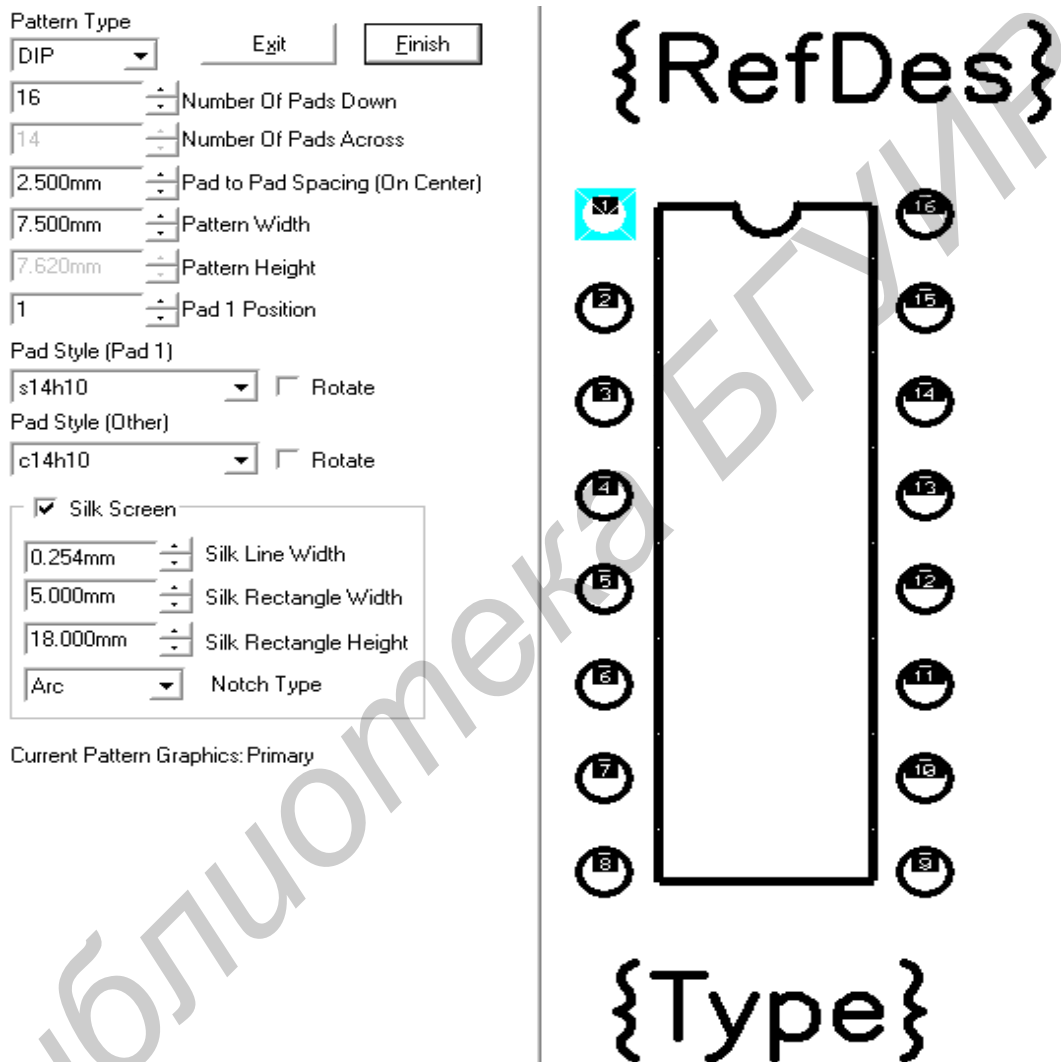 Pattern Type
DIP
Exit
Finish
16
Number Of Pads Down
14
Number Of Pads Across
2.500mm
Pad to Pad Spacing (On Center)
7.500mm
Pattern Width
7.620mm
Pattern Height
1
Pad 1 Position
Pad Style (Pad 1)
s14h10
Rotate
Pad Style (Other)
c14h10
Rotate
Silk Screen
0.254mm
Silk Line Width
5.000mm
Silk Rectangle Width
18.000mm
Silk Rectangle Height
Arc
Notch Type
Current Pattern Graphics: Primary
{RefDes}
1
16
2
15
3
14
4
13
5
12
6
11
7
10
8
9
{Type}
блиотека БГУИР